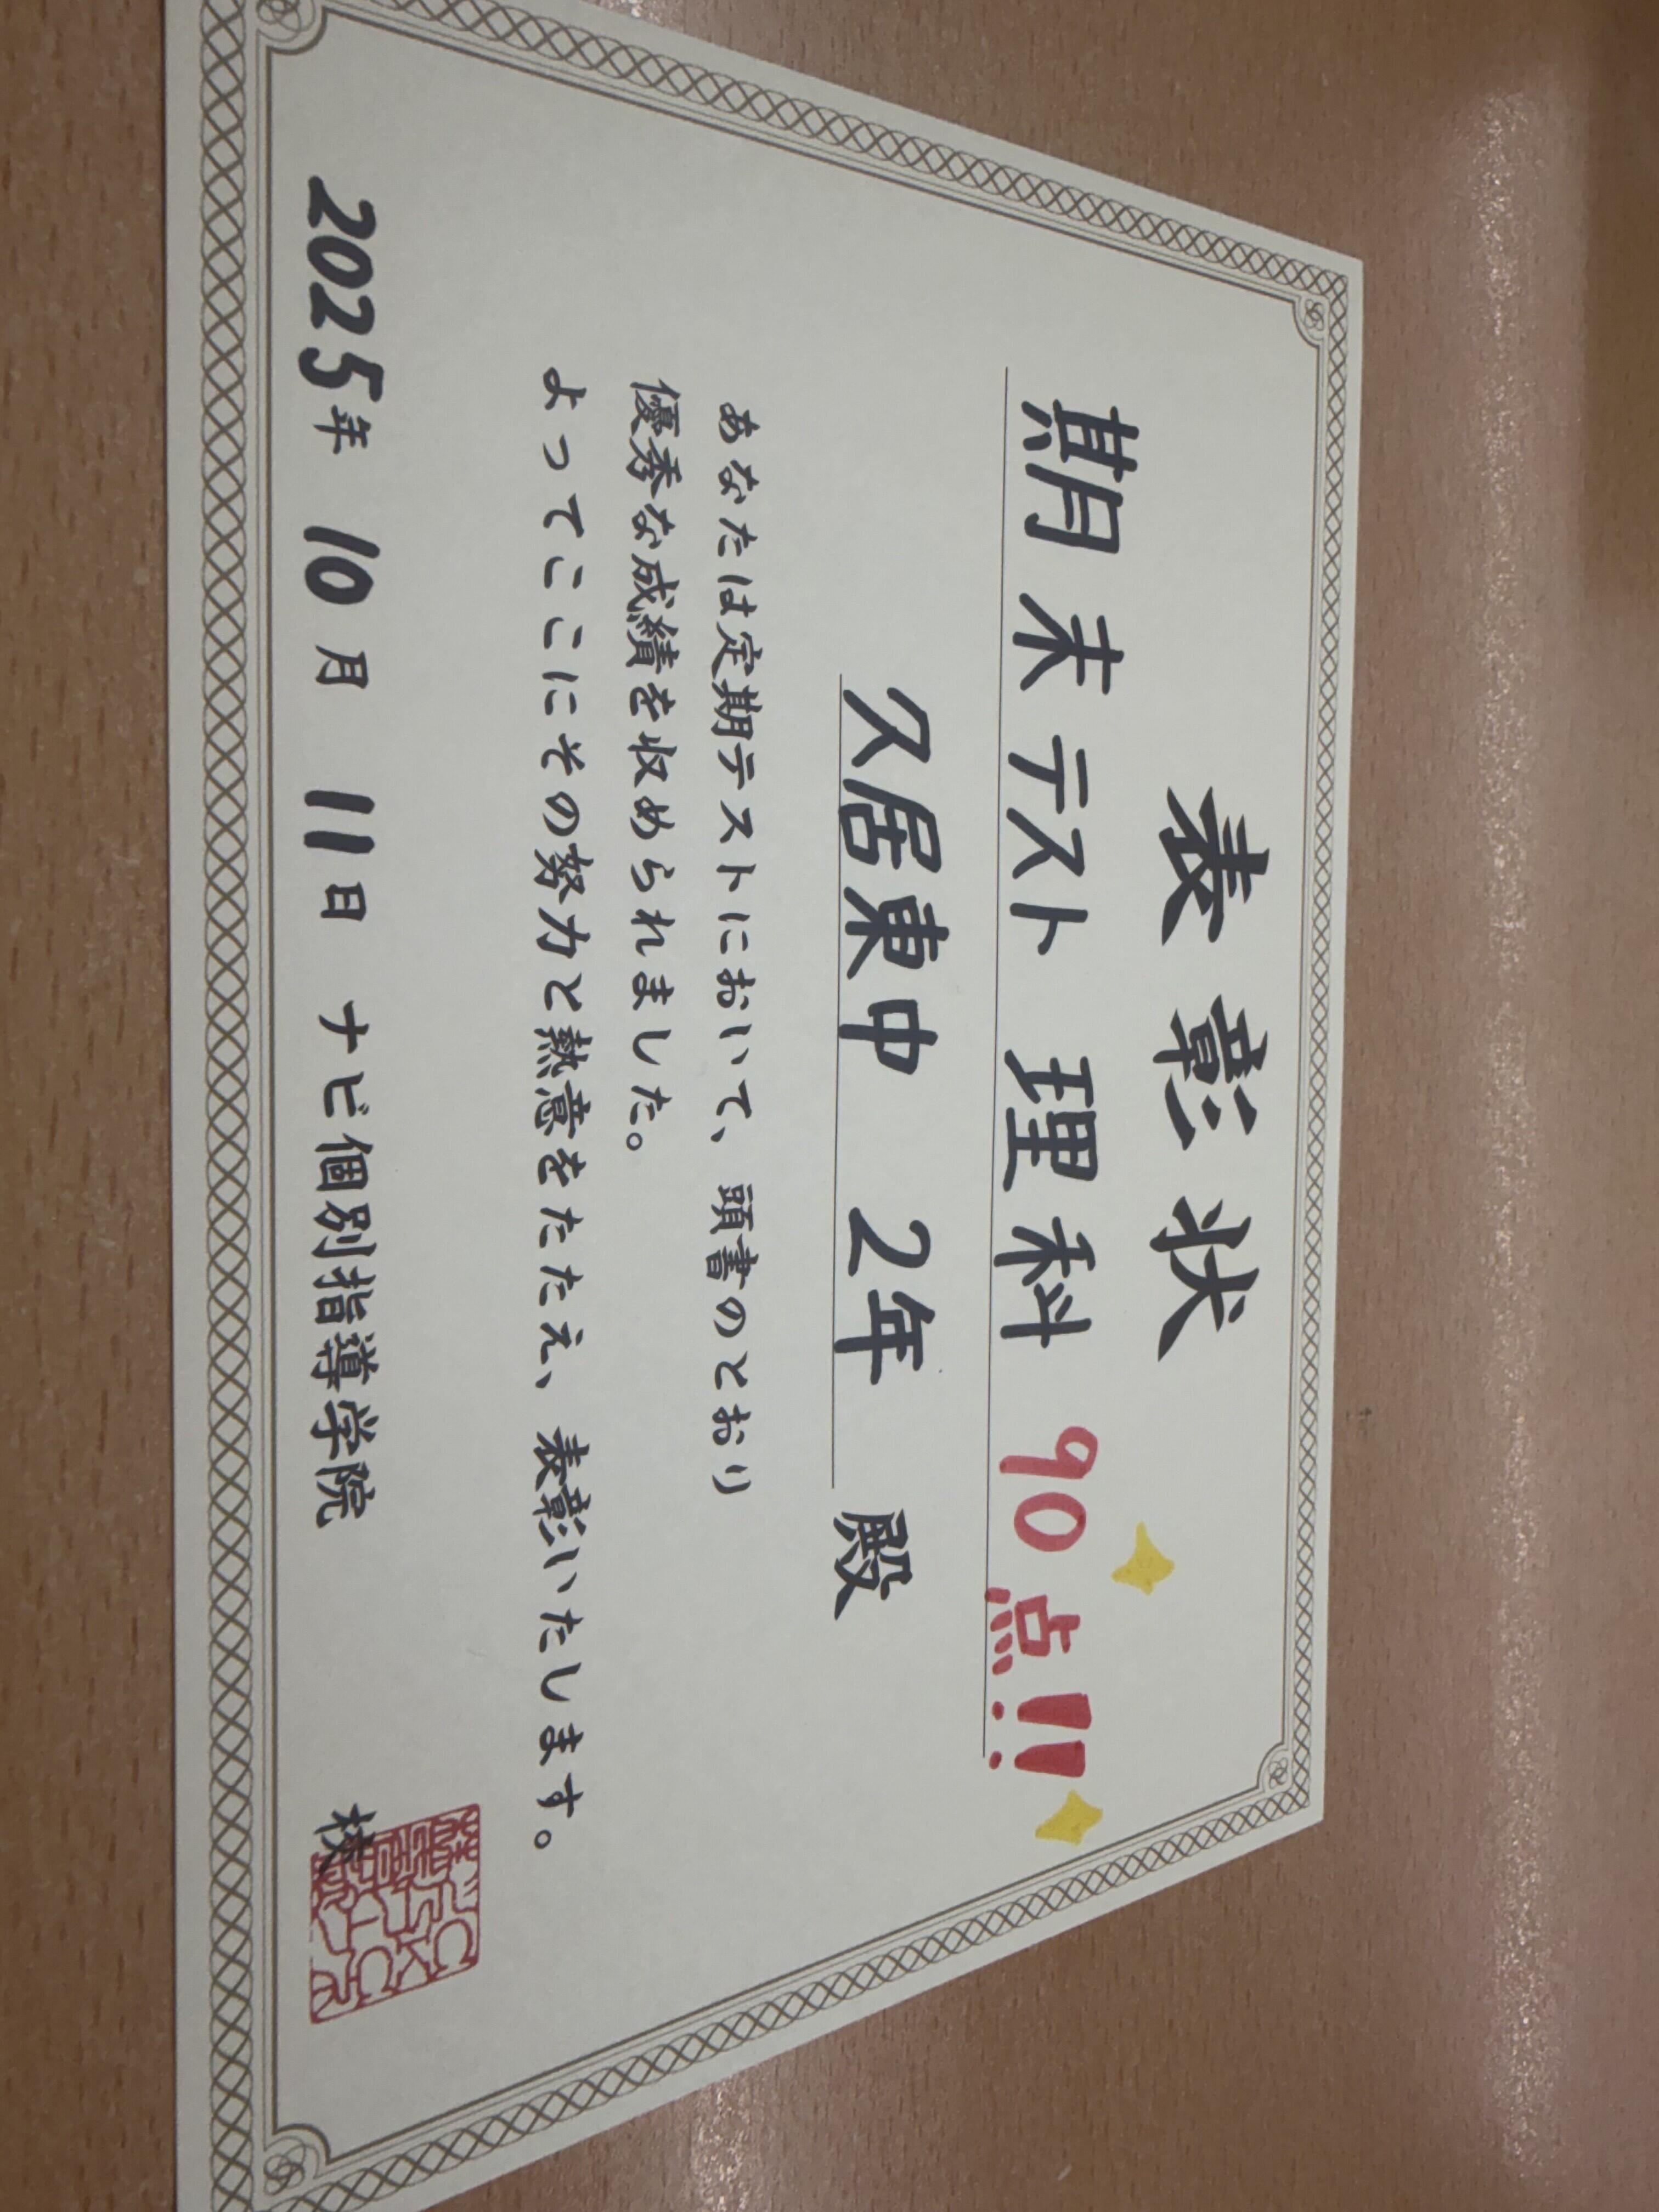 表彰状
期末テスト 理科 90点!!
久居東中 2年 殿
あなたは定期テストにおいて、頭書のとおり
優秀な成績を収められました。
よってここにその努力と熱意をたたえ、表彰いたします。
2025年 10月 11日 ナビ個別指導学院 校